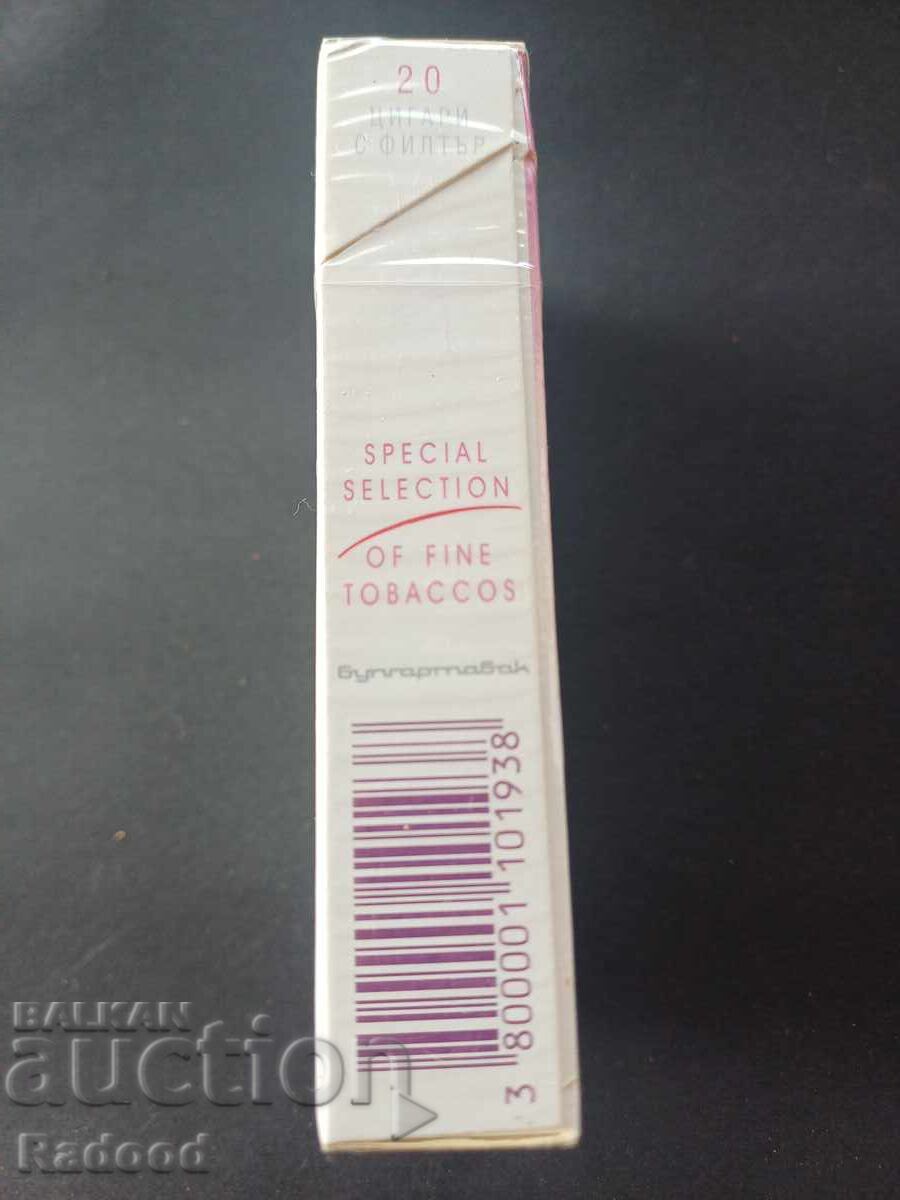 20
ЦИГАРИ
С ФИЛТЪР
SPECIAL
SELECTION
OF FINE
TOBACCOS
Булгартабак
3 800001 101938
BALKAN
auction
Radood